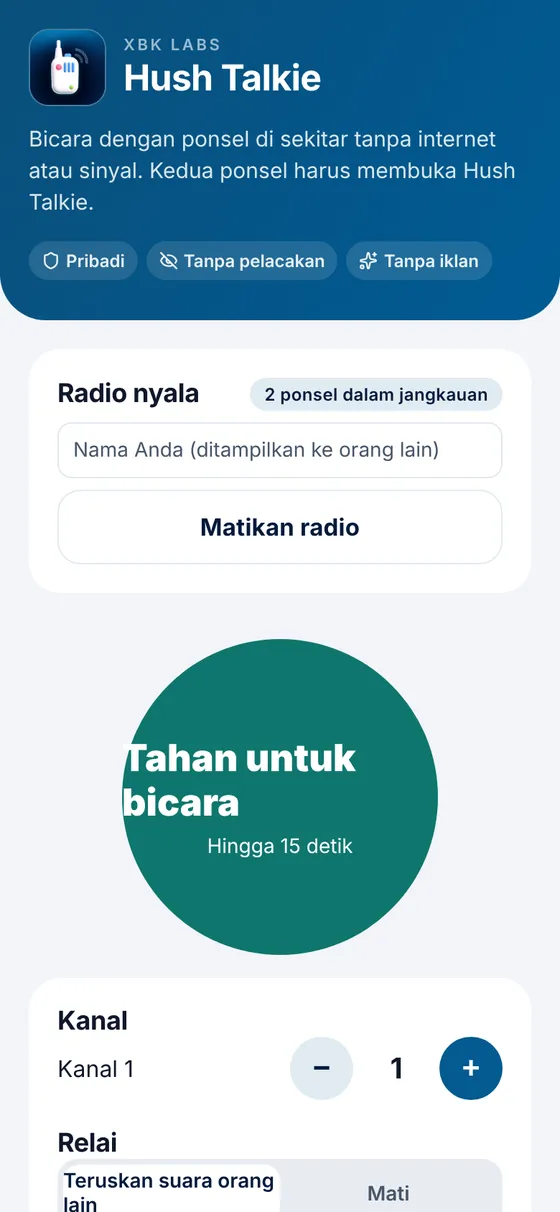 XBK LABS
Hush Talkie
Bicara dengan ponsel di sekitar tanpa internet
atau sinyal. Kedua ponsel harus membuka Hush
Talkie.
Pribadi
Tanpa pelacakan
Tanpa iklan
Radio nyala
2 ponsel dalam jangkauan
Nama Anda (ditampilkan ke orang lain)
Matikan radio
Tahan untuk
bicara
Hingga 15 detik
Kanal
Kanal 1
− 1 +
Relai
Teruskan suara orang
lain
Mati